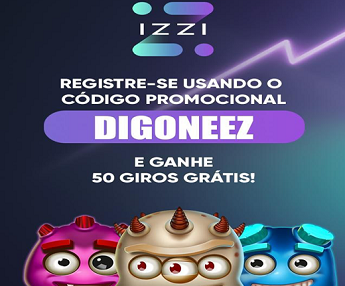 IZZI
REGISTRE-SE USANDO O
CÓDIGO PROMOCIONAL
DIGONEEZ
E GANHE
50 GIROS GRÁTIS!